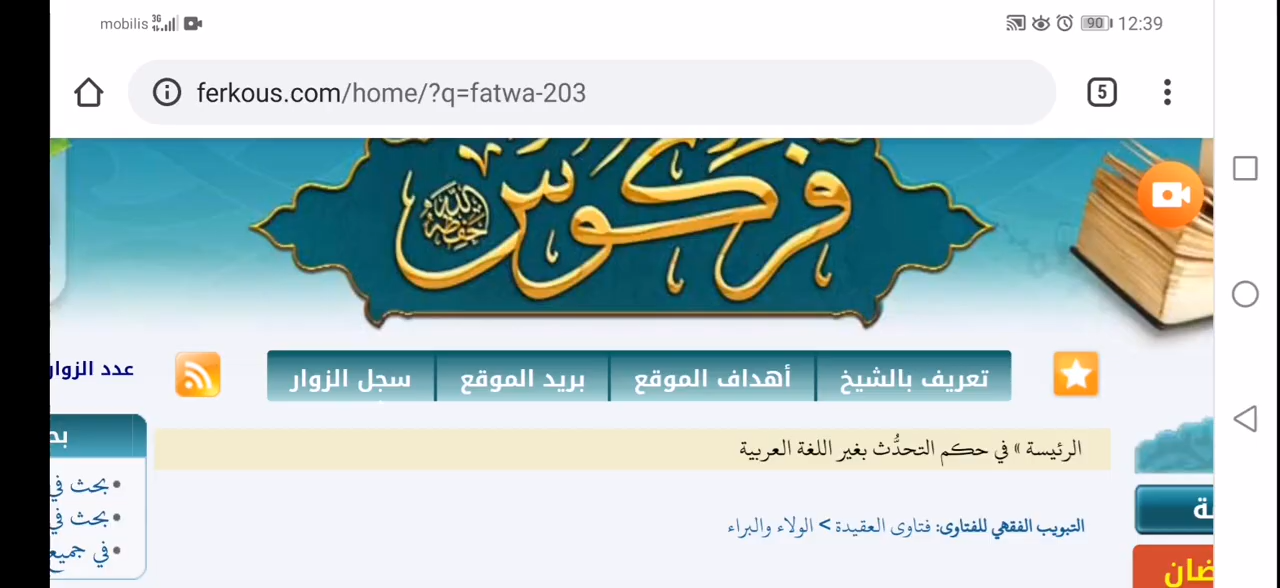 mobilis 3G 90 12:39
ferkous.com/home/?q=fatwa-203 5
فركوس
حفظه الله
تعريف بالشيخ أهداف الموقع بريد الموقع سجل الزوار
عدد الزوار
الرئيسة » في حكم التحدُّث بغير اللغة العربية
التبويب الفقهي للفتاوى: فتاوى العقيدة > الولاء والبراء
بحث في
بحث في
في جميع